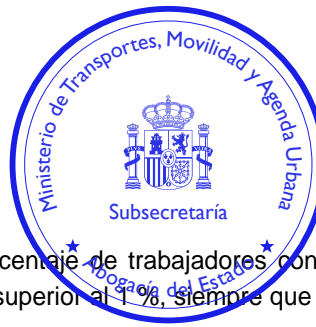 Ministerio de Transportes, Movilidad y Agenda Urbana
Subsecretaría
Abogacía del Estado
centaje de trabajadores con
superior al 1 %, siempre que